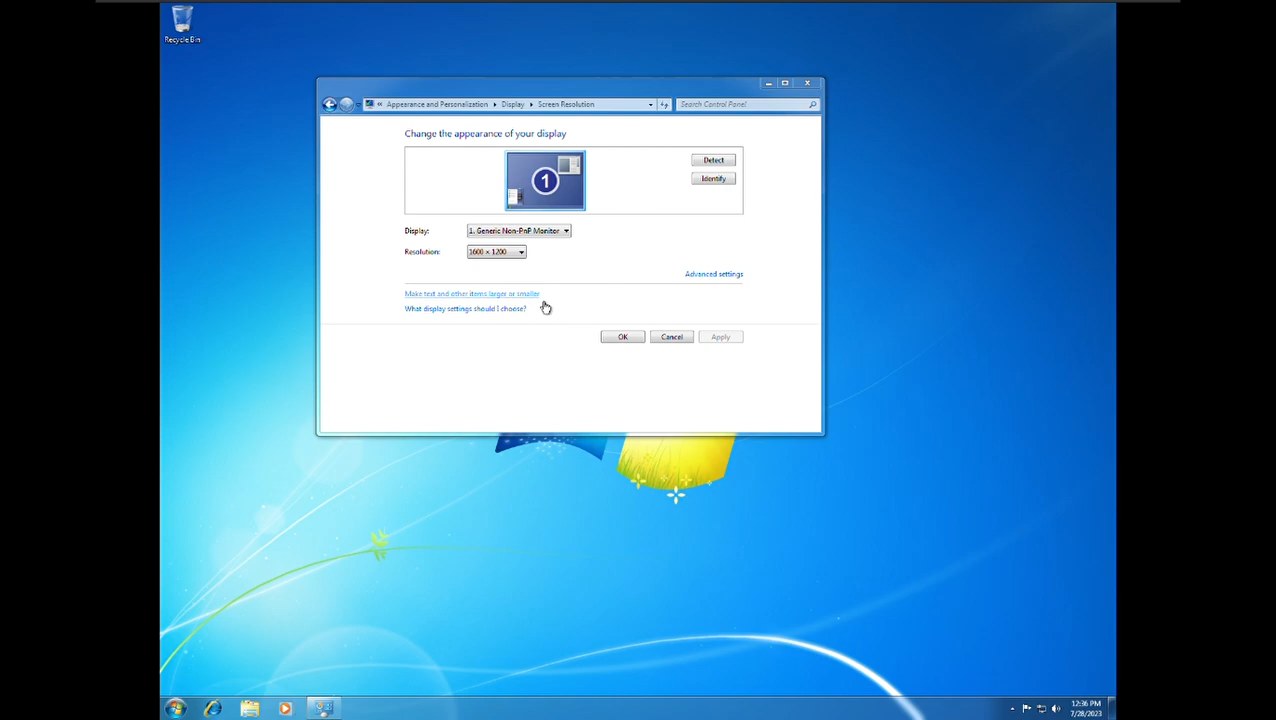 Recycle Bin
« Appearance and Personalization ▸ Display ▸ Screen Resolution
Search Control Panel
Change the appearance of your display
1
Detect
Identify
Display: 1. Generic Non-PnP Monitor
Resolution: 1600 × 1200
Advanced settings
Make text and other items larger or smaller
What display settings should I choose?
OK Cancel Apply
12:36 PM
7/28/2023